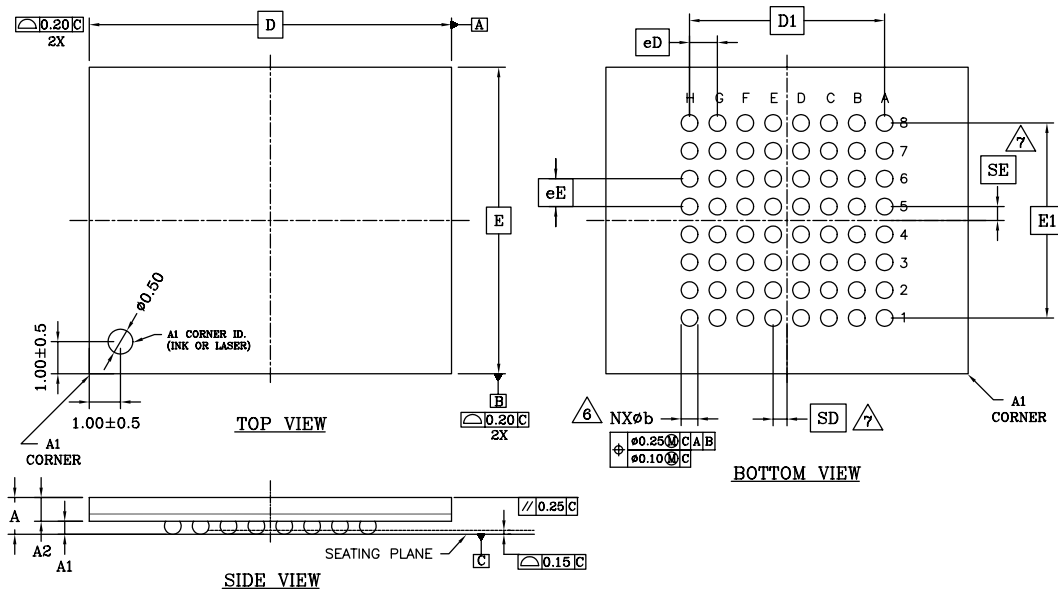 ⌓ 0.20 C
2X
D
A
E
ø0.50
A1 CORNER ID.
(INK OR LASER)
1.00±0.5
1.00±0.5
A1
CORNER
TOP VIEW
B
⌓ 0.20 C
2X
D1
eD
H G F E D C B A
8
7
6
5
4
3
2
1
eE
SE
7
E1
6
NXøb
⌖ ø0.25Ⓜ C A B
ø0.10Ⓜ C
SD
7
A1
CORNER
BOTTOM VIEW
A
A2
A1
// 0.25 C
SEATING PLANE
C
⌓ 0.15 C
SIDE VIEW